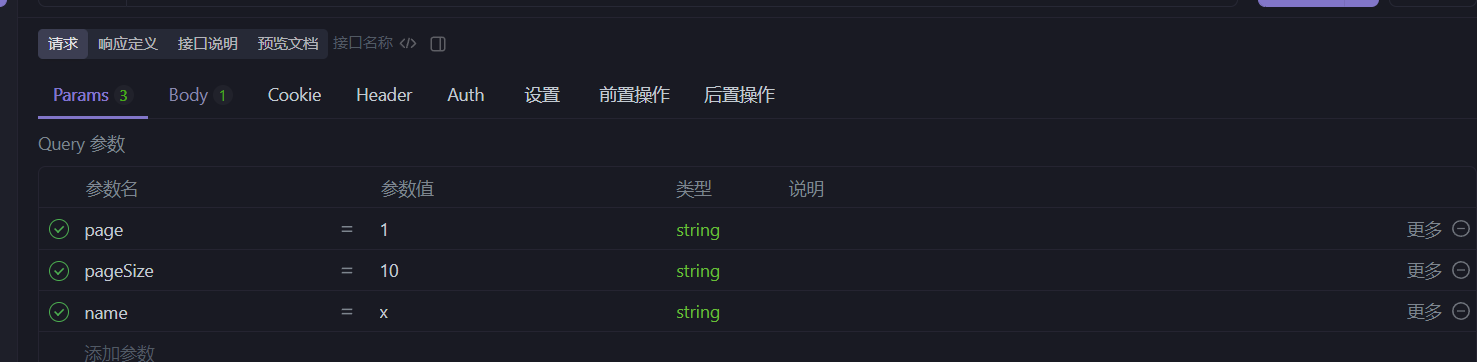 请求 响应定义 接口说明 预览文档 接口名称 </>
Params 3 Body 1 Cookie Header Auth 设置 前置操作 后置操作
Query 参数
参数名 参数值 类型 说明
page = 1 string 更多
pageSize = 10 string 更多
name = x string 更多
添加参数